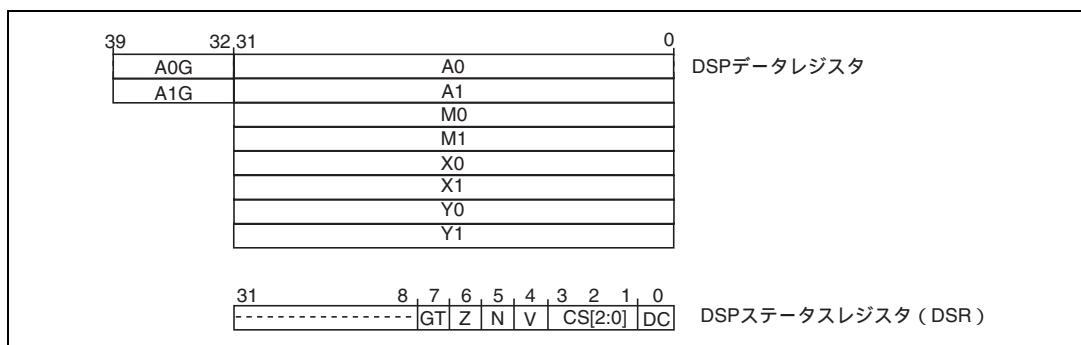 39 32 31 0
A0G A0 DSPデータレジスタ
A1G A1
M0
M1
X0
X1
Y0
Y1
31 8 7 6 5 4 3 2 1 0
GT Z N V CS[2:0] DC DSPステータスレジスタ（DSR）